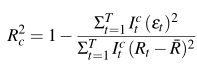 $R_c^2 = 1 - \frac{\Sigma_{t=1}^{T} I_t^c (\varepsilon_t)^2}{\Sigma_{t=1}^{T} I_t^c (R_t - \bar{R})^2}$